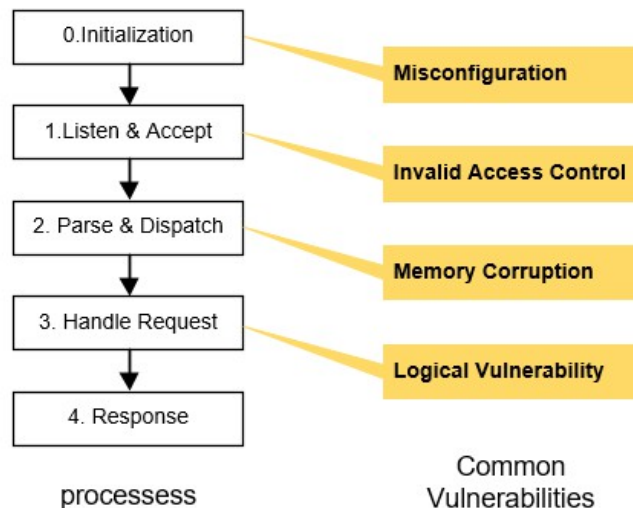 0.Initialization
Misconfiguration
1.Listen & Accept
Invalid Access Control
2. Parse & Dispatch
Memory Corruption
3. Handle Request
Logical Vulnerability
4. Response
processess
Common
Vulnerabilities